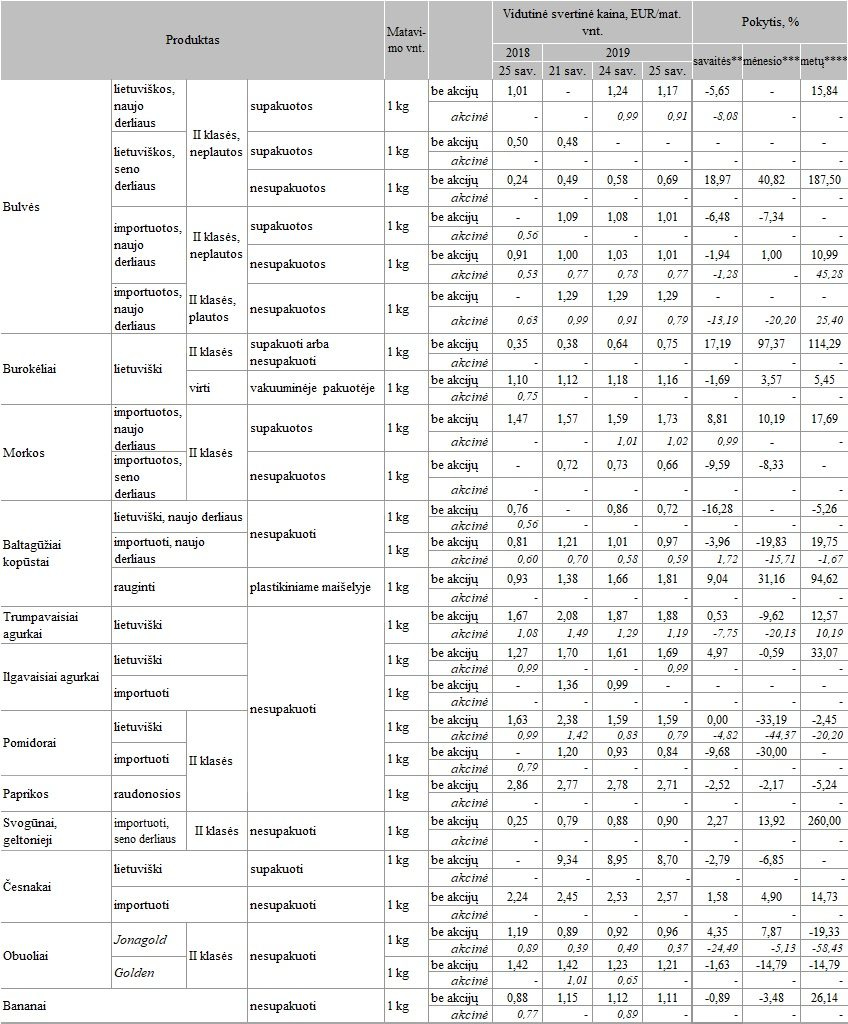 Produktas Matavi- Vidutinė svertinė kaina, EUR/mat. Pokytis, %
mo vnt. vnt.
2018 2019 savaitės** mėnesio*** metų****
25 sav. 21 sav. 24 sav. 25 sav.
Bulvės lietuviškos, naujo derliaus II klasės, neplautos supakuotos 1 kg be akcijų 1,01 - 1,24 1,17 -5,65 - 15,84
akcinė - - 0,99 0,91 -8,08 - -
lietuviškos, seno derliaus supakuotos 1 kg be akcijų 0,50 0,48 - - - - -
akcinė - - - - - - -
nesupakuotos 1 kg be akcijų 0,24 0,49 0,58 0,69 18,97 40,82 187,50
akcinė - - - - - - -
importuotos, naujo derliaus II klasės, neplautos supakuotos 1 kg be akcijų - 1,09 1,08 1,01 -6,48 -7,34 -
akcinė 0,56 - - - - - -
nesupakuotos 1 kg be akcijų 0,91 1,00 1,03 1,01 -1,94 1,00 10,99
akcinė 0,53 0,77 0,78 0,77 -1,28 - 45,28
importuotos, naujo derliaus II klasės, plautos nesupakuotos 1 kg be akcijų - 1,29 1,29 1,29 - - -
akcinė 0,63 0,99 0,91 0,79 -13,19 -20,20 25,40
Burokėliai lietuviški II klasės supakuoti arba nesupakuoti 1 kg be akcijų 0,35 0,38 0,64 0,75 17,19 97,37 114,29
akcinė - - - - - - -
virti vakuuminėje pakuotėje 1 kg be akcijų 1,10 1,12 1,18 1,16 -1,69 3,57 5,45
akcinė 0,75 - - - - - -
Morkos importuotos, naujo derliaus II klasės supakuotos 1 kg be akcijų 1,47 1,57 1,59 1,73 8,81 10,19 17,69
akcinė - - 1,01 1,02 0,99 - -
importuotos, seno derliaus nesupakuotos 1 kg be akcijų - 0,72 0,73 0,66 -9,59 -8,33 -
akcinė - - - - - - -
Baltagūžiai kopūstai lietuviški, naujo derliaus nesupakuoti 1 kg be akcijų 0,76 - 0,86 0,72 -16,28 - -5,26
akcinė 0,56 - - - - - -
importuoti, naujo derliaus 1 kg be akcijų 0,81 1,21 1,01 0,97 -3,96 -19,83 19,75
akcinė 0,60 0,70 0,58 0,59 1,72 -15,71 -1,67
rauginti plastikiniame maišelyje 1 kg be akcijų 0,93 1,38 1,66 1,81 9,04 31,16 94,62
akcinė - - - - - - -
Trumpavaisiai agurkai lietuviški nesupakuoti 1 kg be akcijų 1,67 2,08 1,87 1,88 0,53 -9,62 12,57
akcinė 1,08 1,49 1,29 1,19 -7,75 -20,13 10,19
Ilgavaisiai agurkai lietuviški 1 kg be akcijų 1,27 1,70 1,61 1,69 4,97 -0,59 33,07
akcinė 0,99 - - 0,99 - - -
importuoti 1 kg be akcijų - 1,36 0,99 - - - -
akcinė - - - - - - -
Pomidorai lietuviški II klasės 1 kg be akcijų 1,63 2,38 1,59 1,59 0,00 -33,19 -2,45
akcinė 0,99 1,42 0,83 0,79 -4,82 -44,37 -20,20
importuoti 1 kg be akcijų - 1,20 0,93 0,84 -9,68 -30,00 -
akcinė 0,79 - - - - - -
Paprikos raudonosios 1 kg be akcijų 2,86 2,77 2,78 2,71 -2,52 -2,17 -5,24
akcinė - - - - - - -
Svogūnai, geltonieji importuoti, seno derliaus II klasės nesupakuoti 1 kg be akcijų 0,25 0,79 0,88 0,90 2,27 13,92 260,00
akcinė - - - - - - -
Česnakai lietuviški supakuoti 1 kg be akcijų - 9,34 8,95 8,70 -2,79 -6,85 -
akcinė - - - - - - -
importuoti nesupakuoti 1 kg be akcijų 2,24 2,45 2,53 2,57 1,58 4,90 14,73
akcinė - - - - - - -
Obuoliai Jonagold II klasės nesupakuoti 1 kg be akcijų 1,19 0,89 0,92 0,96 4,35 7,87 -19,33
akcinė 0,89 0,39 0,49 0,37 -24,49 -5,13 -58,43
Golden 1 kg be akcijų 1,42 1,42 1,23 1,21 -1,63 -14,79 -14,79
akcinė - 1,01 0,65 - - - -
Bananai nesupakuoti 1 kg be akcijų 0,88 1,15 1,12 1,11 -0,89 -3,48 26,14
akcinė 0,77 - 0,89 - - - -